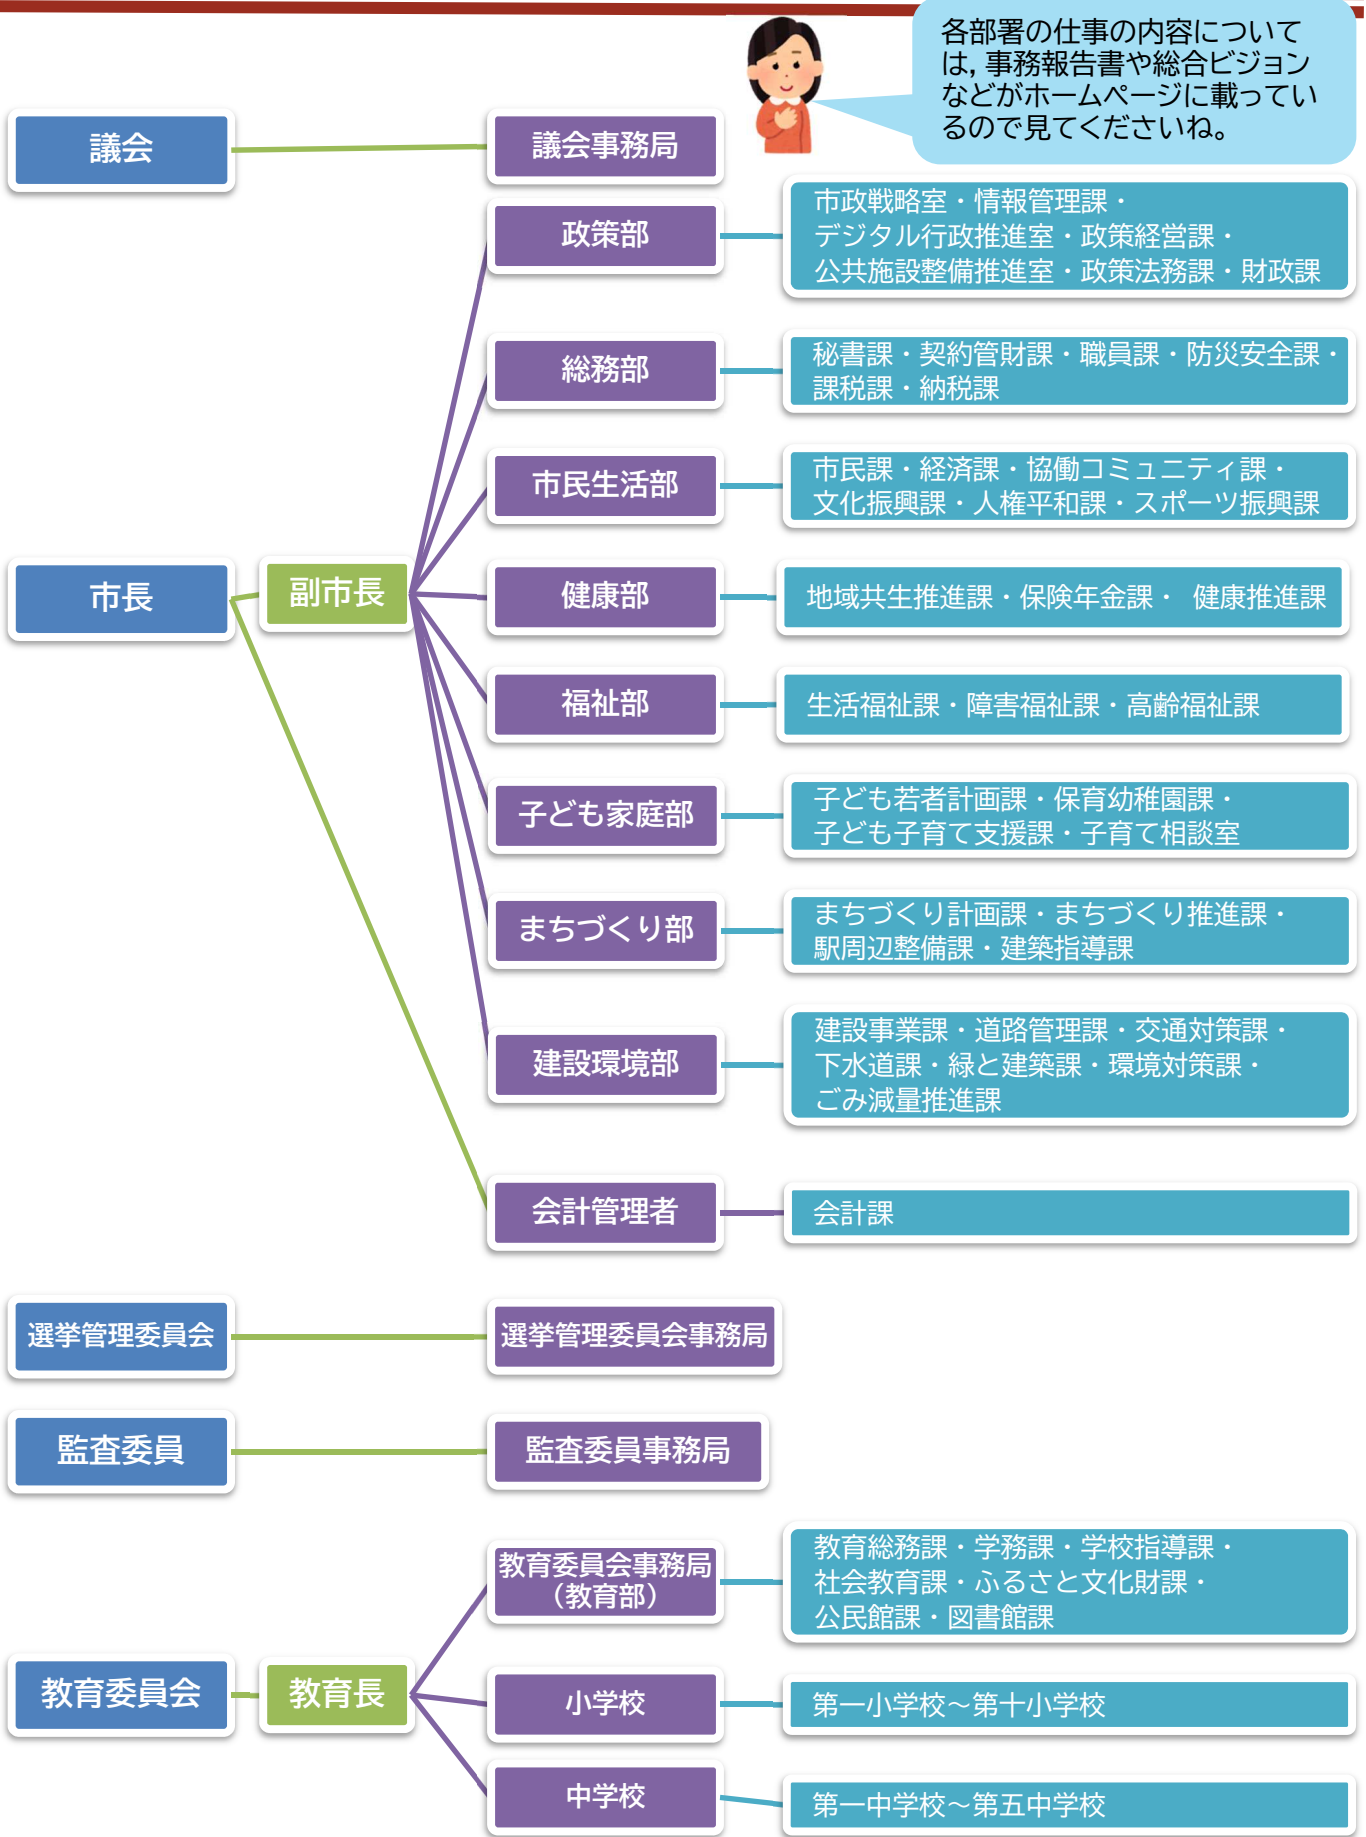 各部署の仕事の内容について
は，事務報告書や総合ビジョン
などがホームページに載ってい
るので見てくださいね。
議会
議会事務局
政策部
市政戦略室・情報管理課・
デジタル行政推進室・政策経営課・
公共施設整備推進室・政策法務課・財政課
総務部
秘書課・契約管財課・職員課・防災安全課・
課税課・納税課
市民生活部
市民課・経済課・協働コミュニティ課・
文化振興課・人権平和課・スポーツ振興課
市長
副市長
健康部
地域共生推進課・保険年金課・ 健康推進課
福祉部
生活福祉課・障害福祉課・高齢福祉課
子ども家庭部
子ども若者計画課・保育幼稚園課・
子ども子育て支援課・子育て相談室
まちづくり部
まちづくり計画課・まちづくり推進課・
駅周辺整備課・建築指導課
建設環境部
建設事業課・道路管理課・交通対策課・
下水道課・緑と建築課・環境対策課・
ごみ減量推進課
会計管理者
会計課
選挙管理委員会
選挙管理委員会事務局
監査委員
監査委員事務局
教育委員会
教育長
教育委員会事務局
（教育部）
教育総務課・学務課・学校指導課・
社会教育課・ふるさと文化財課・
公民館課・図書館課
小学校
第一小学校～第十小学校
中学校
第一中学校～第五中学校